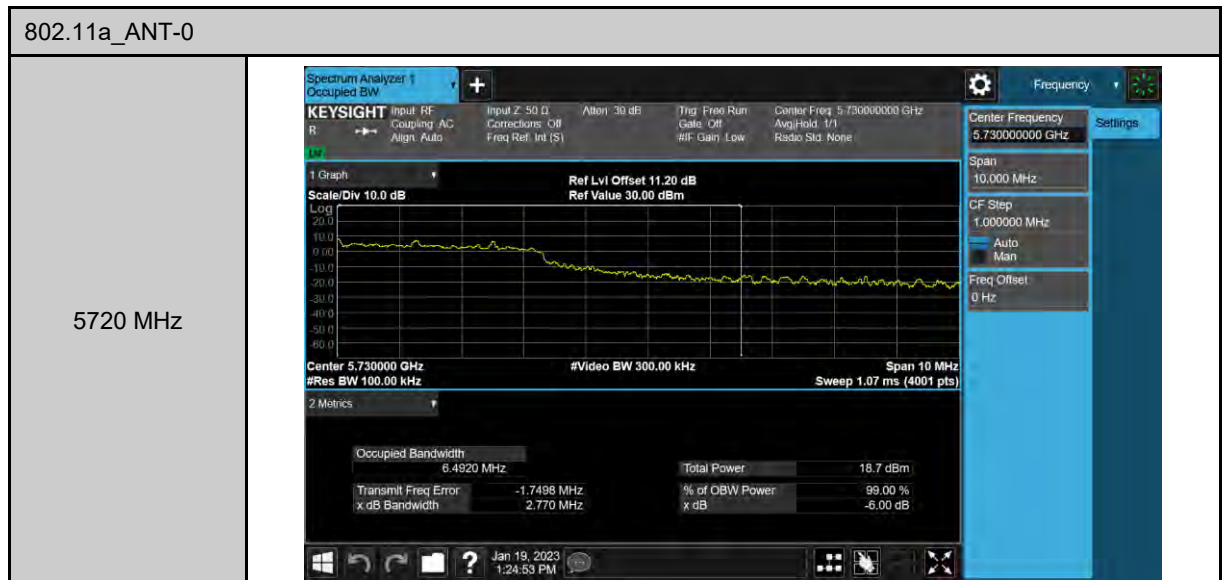 802.11a_ANT-0
5720 MHz
Spectrum Analyzer 1
Occupied BW
Frequency
KEYSIGHT Input: RF Input Z: 50 Ω Atten: 30 dB Trig: Free Run Center Freq: 5.730000000 GHz
R Coupling: AC Corrections: Off Gate: Off Avg|Hold: 1/1
Align: Auto Freq Ref: Int (S) #IF Gain: Low Radio Std: None
Center Frequency
5.730000000 GHz
Settings
Span
10.000 MHz
CF Step
1.000000 MHz
Auto
Man
Freq Offset
0 Hz
1 Graph
Ref Lvl Offset 11.20 dB
Scale/Div 10.0 dB Ref Value 30.00 dBm
Log
20.0
10.0
0.00
-10.0
-20.0
-30.0
-40.0
-50.0
-60.0
Center 5.730000 GHz #Video BW 300.00 kHz Span 10 MHz
#Res BW 100.00 kHz Sweep 1.07 ms (4001 pts)
2 Metrics
Occupied Bandwidth
6.4920 MHz Total Power 18.7 dBm
Transmit Freq Error -1.7498 MHz % of OBW Power 99.00 %
x dB Bandwidth 2.770 MHz x dB -6.00 dB
Jan 19, 2023
1:24:53 PM